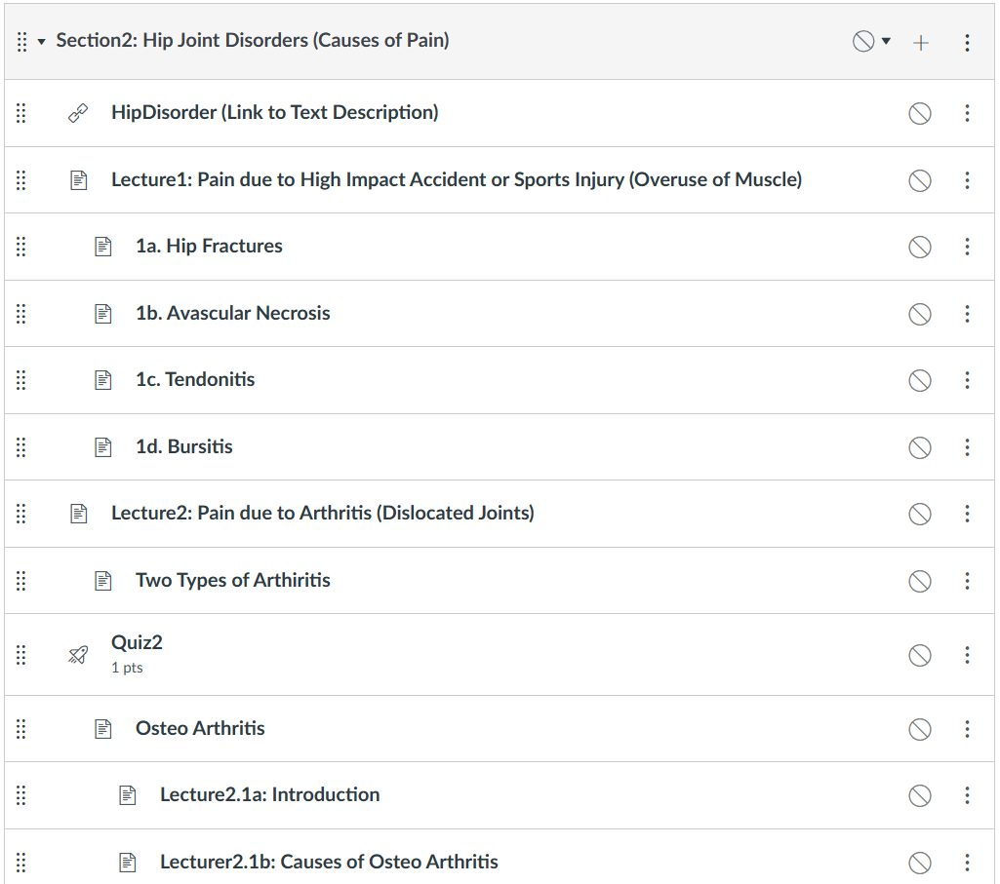 Section2: Hip Joint Disorders (Causes of Pain)
HipDisorder (Link to Text Description)
Lecture1: Pain due to High Impact Accident or Sports Injury (Overuse of Muscle)
1a. Hip Fractures
1b. Avascular Necrosis
1c. Tendonitis
1d. Bursitis
Lecture2: Pain due to Arthritis (Dislocated Joints)
Two Types of Arthiritis
Quiz2
1 pts
Osteo Arthritis
Lecture2.1a: Introduction
Lecturer2.1b: Causes of Osteo Arthritis